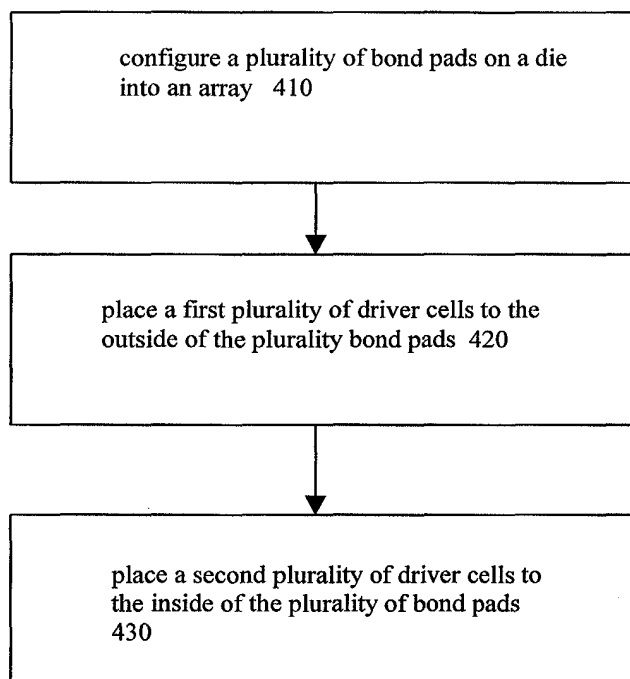 configure a plurality of bond pads on a die
into an array 410
place a first plurality of driver cells to the
outside of the plurality bond pads 420
place a second plurality of driver cells to
the inside of the plurality of bond pads
430